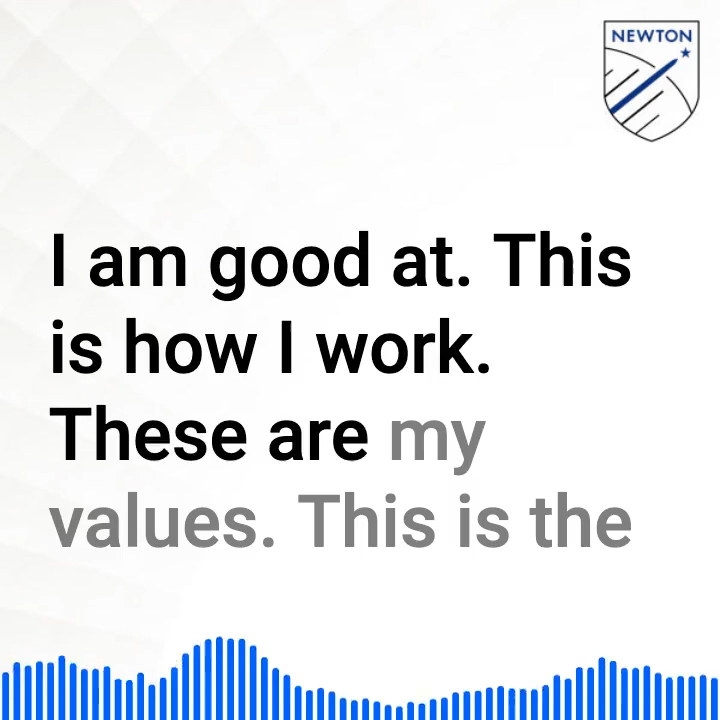 NEWTON
I am good at. This
is how I work.
These are my
values. This is the